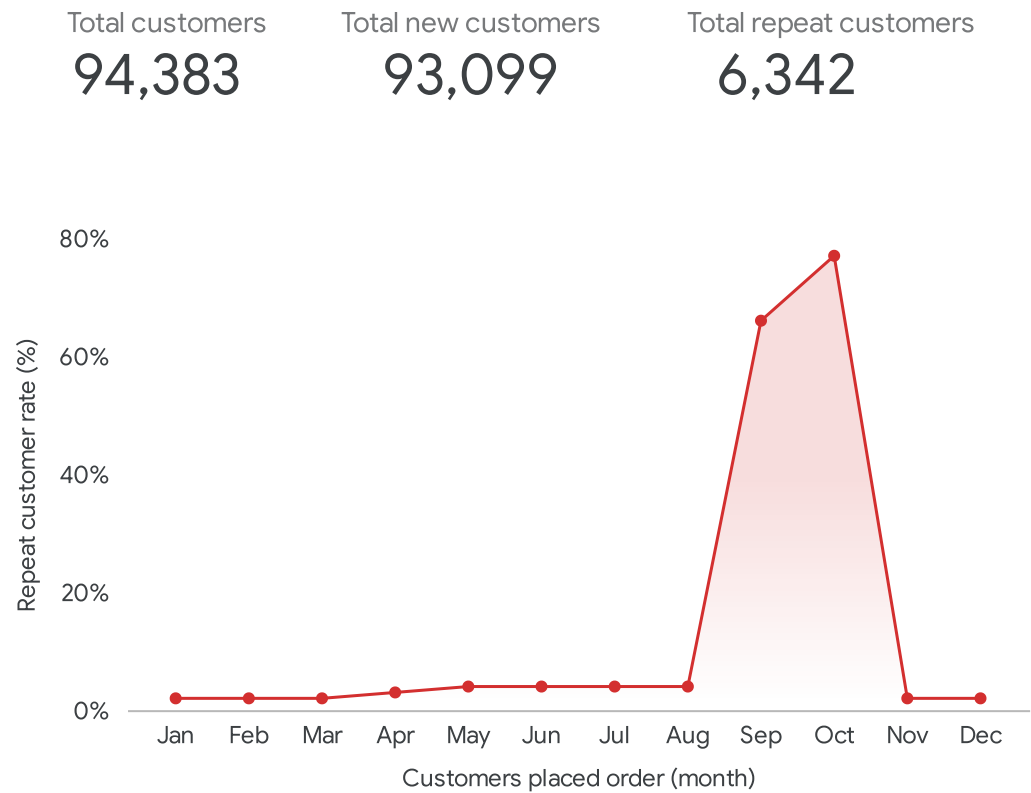 Total customers
Total new customers
Total repeat customers
94,383
93,099
6,342
80%
60%
40%
20%
0%
Repeat customer rate (%)
Jan Feb Mar Apr May Jun Jul Aug Sep Oct Nov Dec
Customers placed order (month)